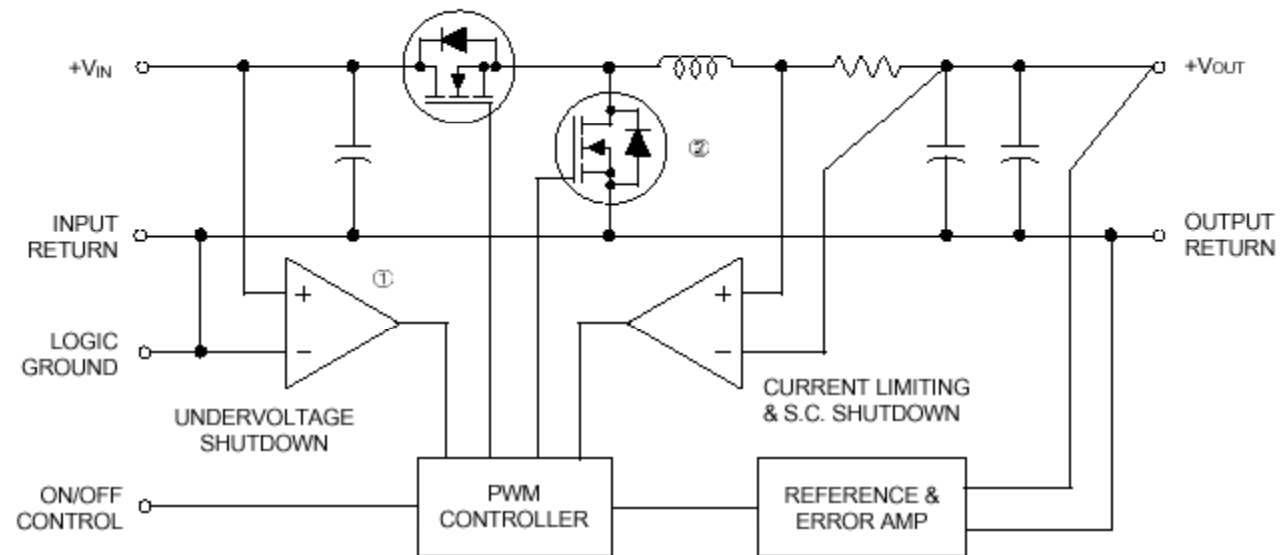 +VIN
+VOUT
②
INPUT
RETURN
OUTPUT
RETURN
①
+
−
+
−
LOGIC
GROUND
UNDERVOLTAGE
SHUTDOWN
CURRENT LIMITING
& S.C. SHUTDOWN
ON/OFF
CONTROL
PWM
CONTROLLER
REFERENCE &
ERROR AMP